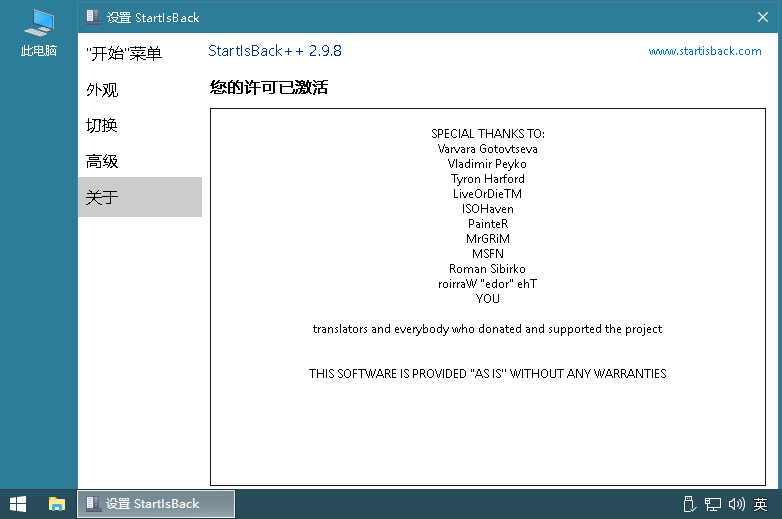 设置 StartIsBack
此电脑
"开始"菜单
外观
切换
高级
关于
StartIsBack++ 2.9.8
www.startisback.com
您的许可已激活
SPECIAL THANKS TO:
Varvara Gotovtseva
Vladimir Peyko
Tyron Harford
LiveOrDieTM
ISOHaven
PainteR
MrGRiM
MSFN
Roman Sibirko
roirraW "edor" ehT
YOU
translators and everybody who donated and supported the project
THIS SOFTWARE IS PROVIDED "AS IS" WITHOUT ANY WARRANTIES
设置 StartIsBack
英